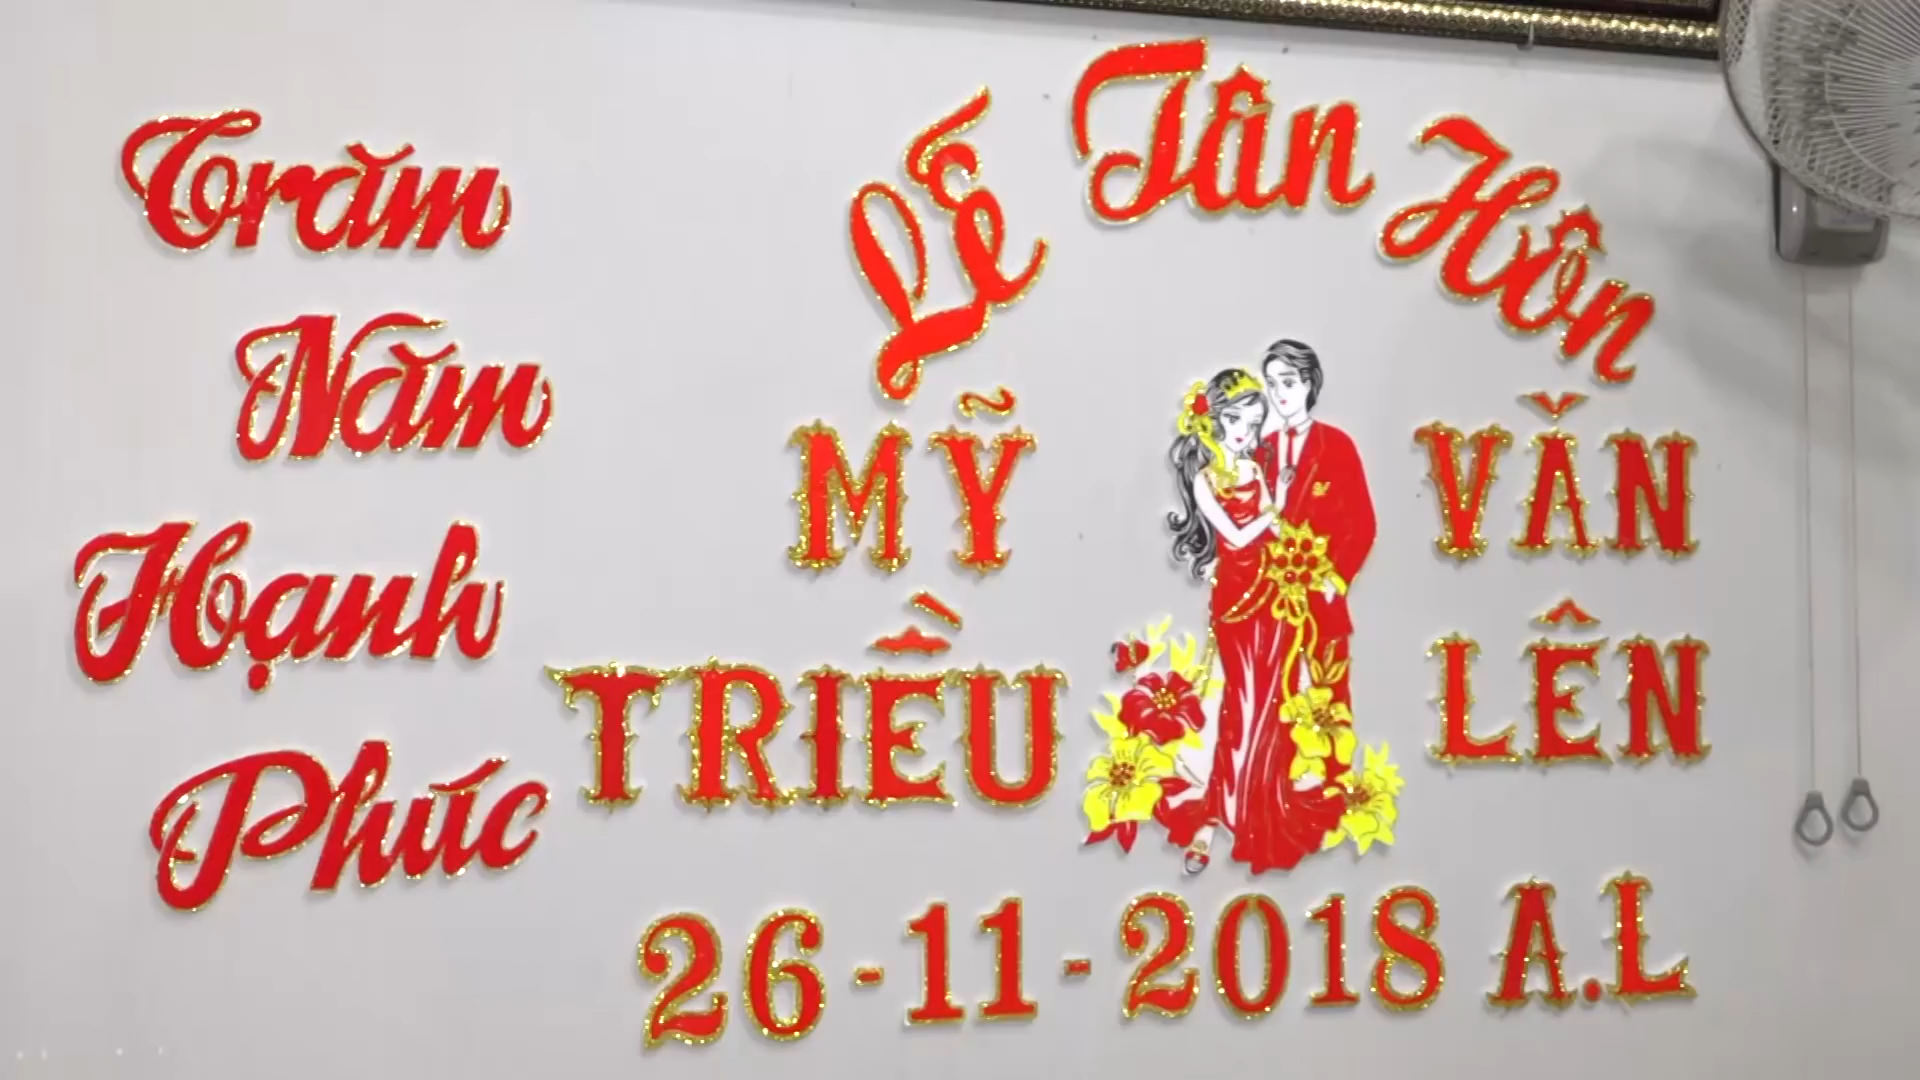 Trăm
Năm
Hạnh
Phúc
Lễ Tân Hôn
MỸ VĂN
TRIỀU LÊN
26-11-2018 A.L